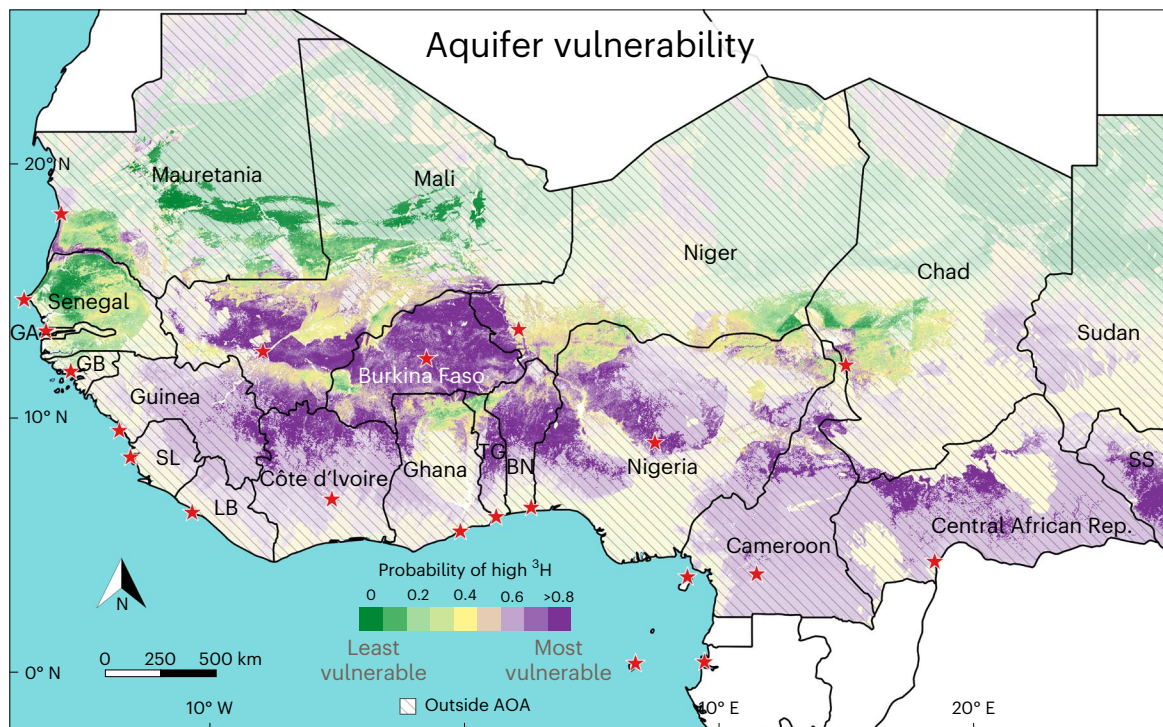 Aquifer vulnerability
20° N
Mauretania
Mali
Niger
Chad
Senegal
Sudan
GA
GB
Burkina Faso
Guinea
10° N
SL
Côte d'Ivoire
Ghana
TG
BN
Nigeria
SS
LB
Central African Rep.
Cameroon
N
Probability of high ³H
0 0.2 0.4 0.6 >0.8
Least vulnerable
Most vulnerable
0 250 500 km
0° N
Outside AOA
10° W
10° E
20° E